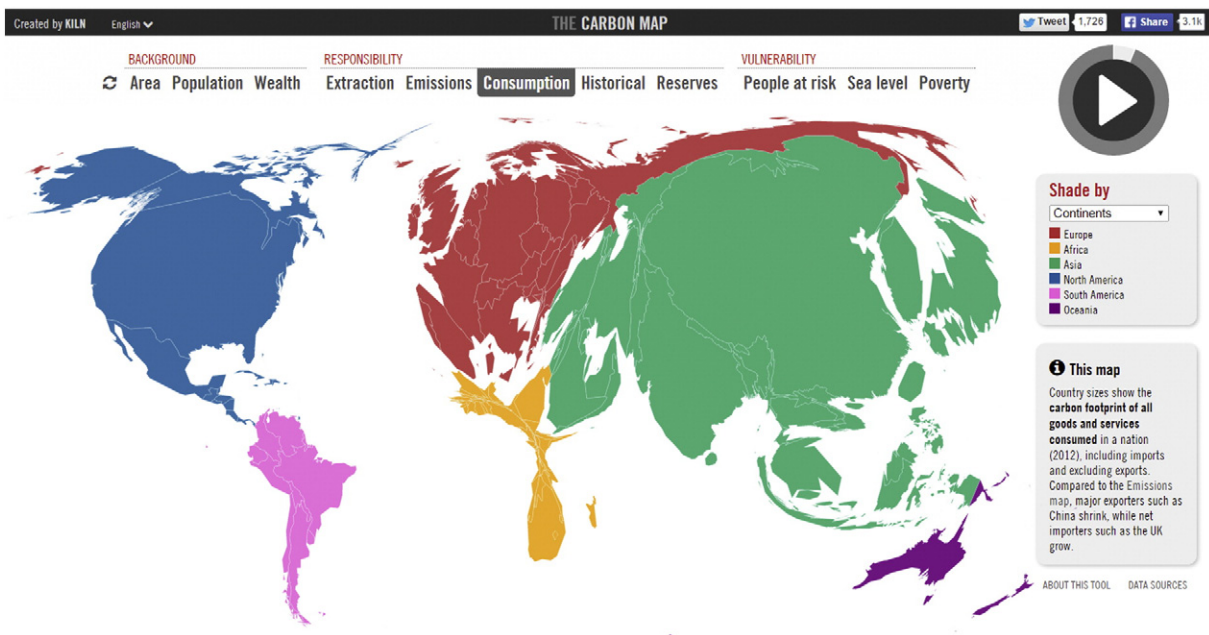 Created by KILN English THE CARBON MAP Tweet 1,726 Share 3.1k
BACKGROUND RESPONSIBILITY VULNERABILITY
Area Population Wealth Extraction Emissions Consumption Historical Reserves People at risk Sea level Poverty
Shade by
Continents
Europe
Africa
Asia
North America
South America
Oceania
This map
Country sizes show the
carbon footprint of all
goods and services
consumed in a nation
(2012), including imports
and excluding exports.
Compared to the Emissions
map, major exporters such as
China shrink, while net
importers such as the UK
grow.
ABOUT THIS TOOL DATA SOURCES